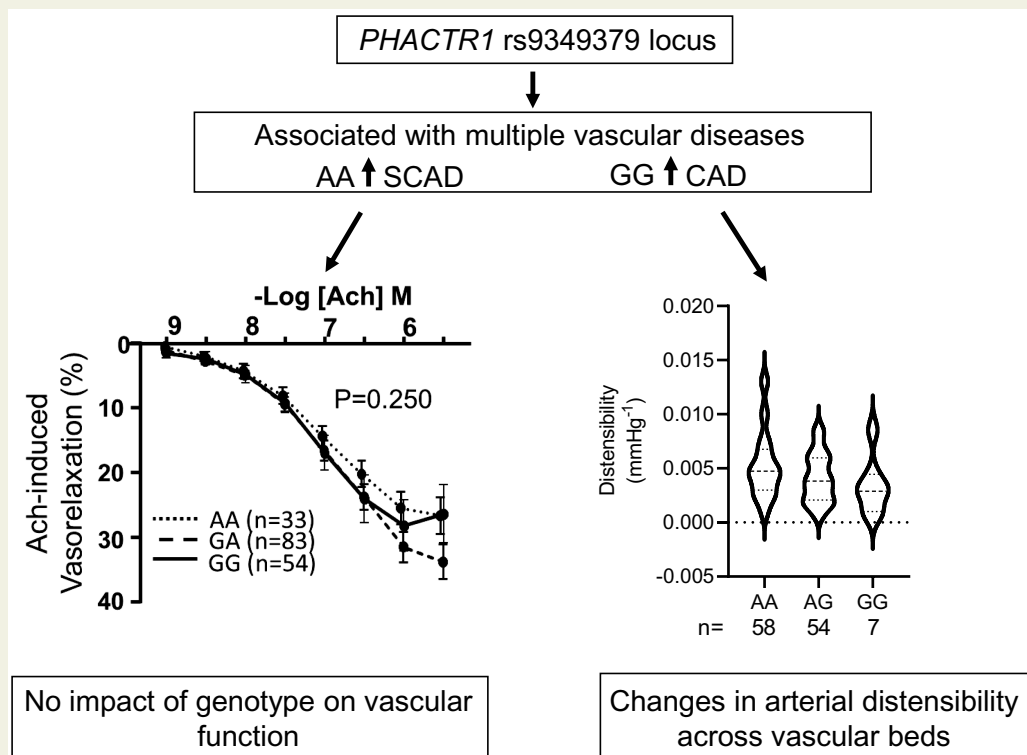 PHACTR1 rs9349379 locus
Associated with multiple vascular diseases
AA ↑ SCAD
GG ↑ CAD
-Log [Ach] M
9 8 7 6
Ach-induced
Vasorelaxation (%)
0
10
20
30
40
P=0.250
AA (n=33)
GA (n=83)
GG (n=54)
No impact of genotype on vascular
function
Distensibility
(mmHg⁻¹)
0.020
0.015
0.010
0.005
0.000
-0.005
AA AG GG
n= 58 54 7
Changes in arterial distensibility
across vascular beds